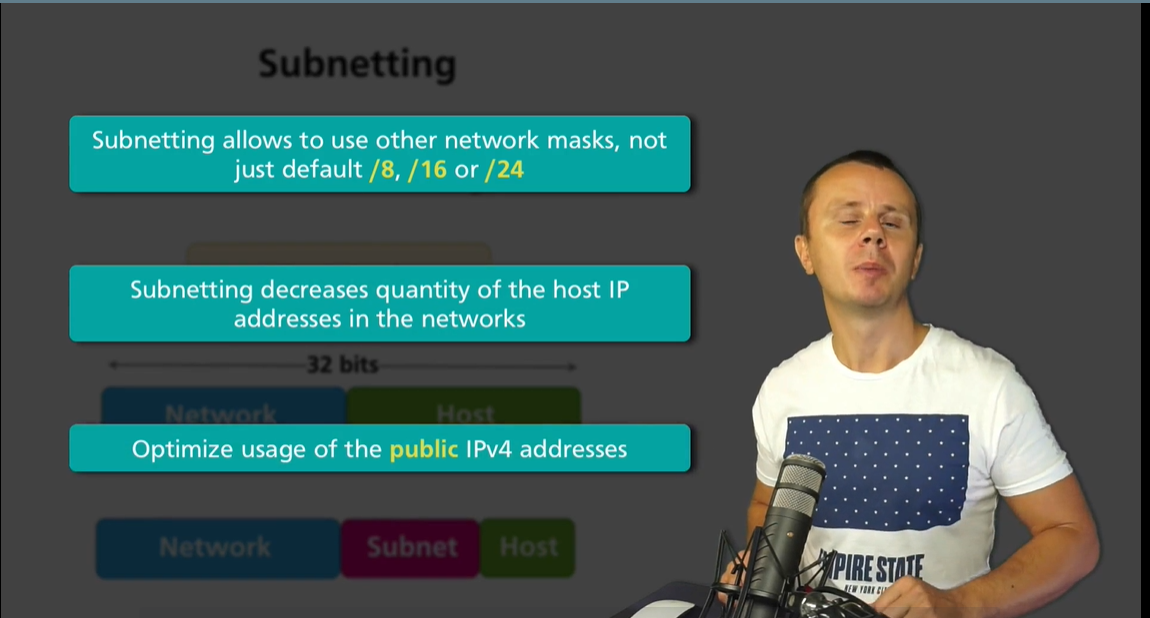 Subnetting
Subnetting allows to use other network masks, not
just default /8, /16 or /24
Subnetting decreases quantity of the host IP
addresses in the networks
32 bits
Network Host
Optimize usage of the public IPv4 addresses
Network Subnet Host
PIRE STATE
NEW YORK